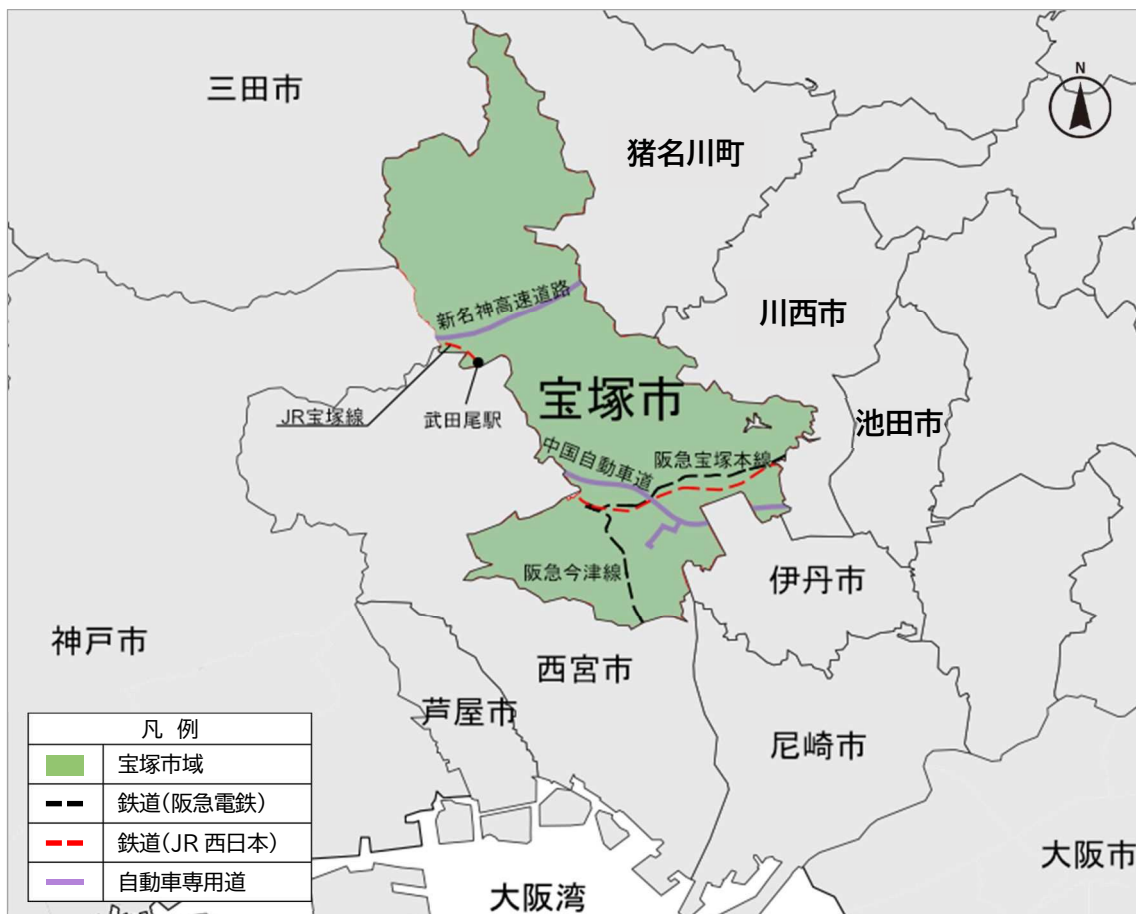 三田市
N
猪名川町
新名神高速道路
川西市
宝塚市
JR宝塚線
武田尾駅
池田市
中国自動車道
阪急宝塚本線
阪急今津線
伊丹市
神戸市
西宮市
芦屋市
尼崎市
凡 例
宝塚市域
鉄道(阪急電鉄)
鉄道(JR 西日本)
自動車専用道
大阪市
大阪湾